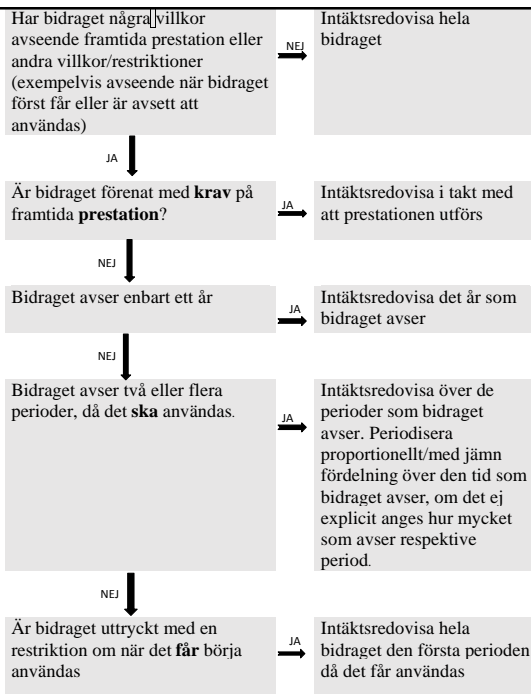 Har bidraget några villkor
avseende framtida prestation eller
andra villkor/restriktioner
(exempelvis avseende när bidraget
först får eller är avsett att
användas)
NEJ
Intäktsredovisa hela
bidraget
JA
Är bidraget förenat med krav på
framtida prestation?
JA
Intäktsredovisa i takt med
att prestationen utförs
NEJ
Bidraget avser enbart ett år
JA
Intäktsredovisa det år som
bidraget avser
NEJ
Bidraget avser två eller flera
perioder, då det ska användas.
JA
Intäktsredovisa över de
perioder som bidraget
avser. Periodisera
proportionellt/med jämn
fördelning över den tid som
bidraget avser, om det ej
explicit anges hur mycket
som avser respektive
period.
NEJ
Är bidraget uttryckt med en
restriktion om när det får börja
användas
JA
Intäktsredovisa hela
bidraget den första perioden
då det får användas